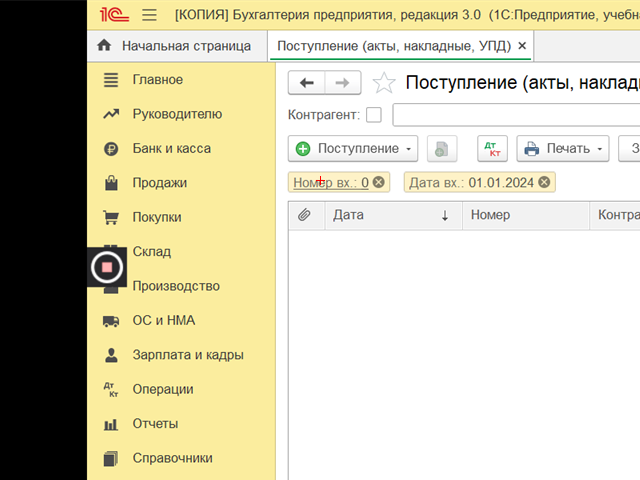 1С [КОПИЯ] Бухгалтерия предприятия, редакция 3.0 (1С:Предприятие, учебн
Начальная страница Поступление (акты, накладные, УПД) ×
Главное
Руководителю
Банк и касса
Продажи
Покупки
Склад
Производство
ОС и НМА
Зарплата и кадры
Дт Кт Операции
Отчеты
Справочники
Поступление (акты, наклад
Контрагент:
Поступление Дт Кт Печать З
Номер вх.: 0 Дата вх.: 01.01.2024
Дата ↓ Номер Контра